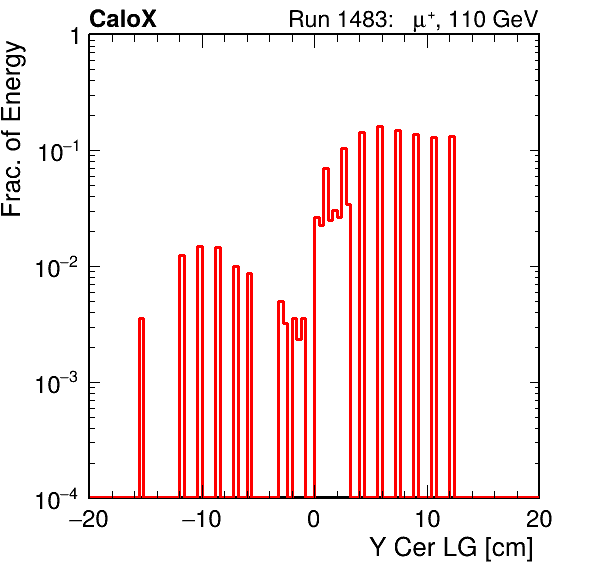 CaloX Run 1483: μ⁺, 110 GeV
Frac. of Energy
1
10⁻¹
10⁻²
10⁻³
10⁻⁴
−20 −10 0 10 20
Y Cer LG [cm]